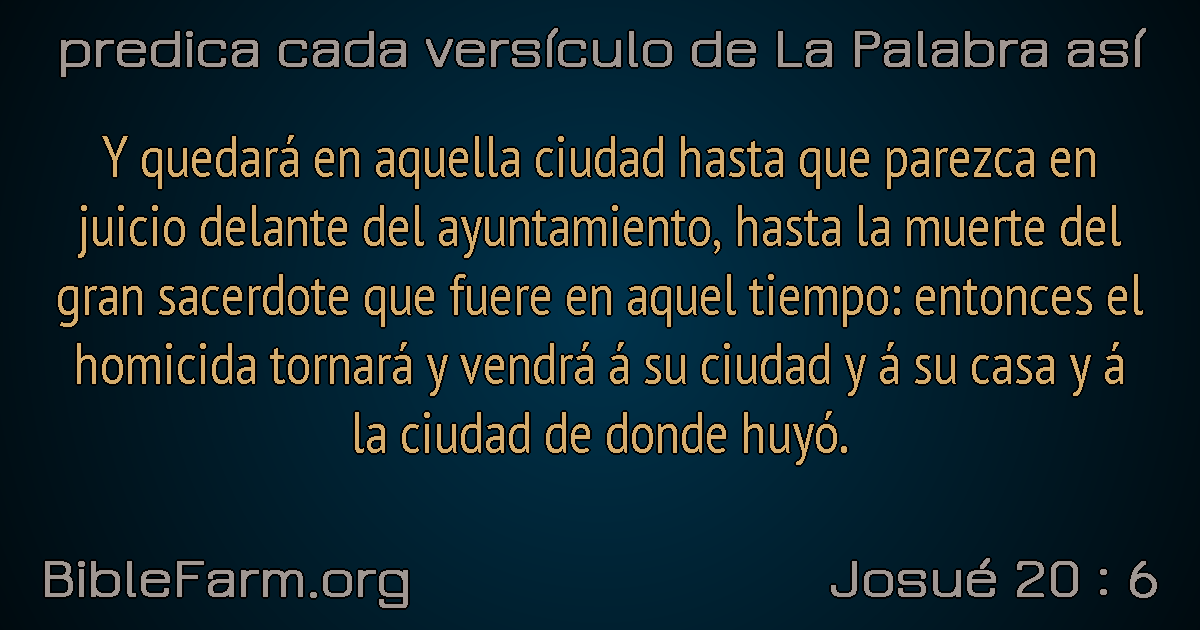 predica cada versículo de La Palabra así
Y quedará en aquella ciudad hasta que parezca en
juicio delante del ayuntamiento, hasta la muerte del
gran sacerdote que fuere en aquel tiempo: entonces el
homicida tornará y vendrá á su ciudad y á su casa y á
la ciudad de donde huyó.
BibleFarm.org
Josué 20 : 6